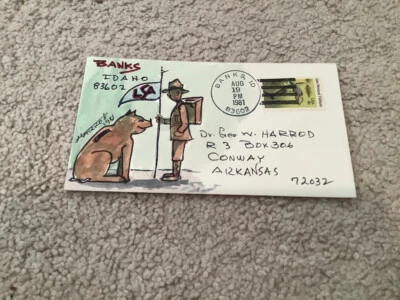 BANKS
IDAHO
83602
LSA
BANKS, ID
AUG
19
PM
1981
83602
Dr. Geo W. HARROD
R 3 BOX 306
CONWAY
ARKANSAS
72032